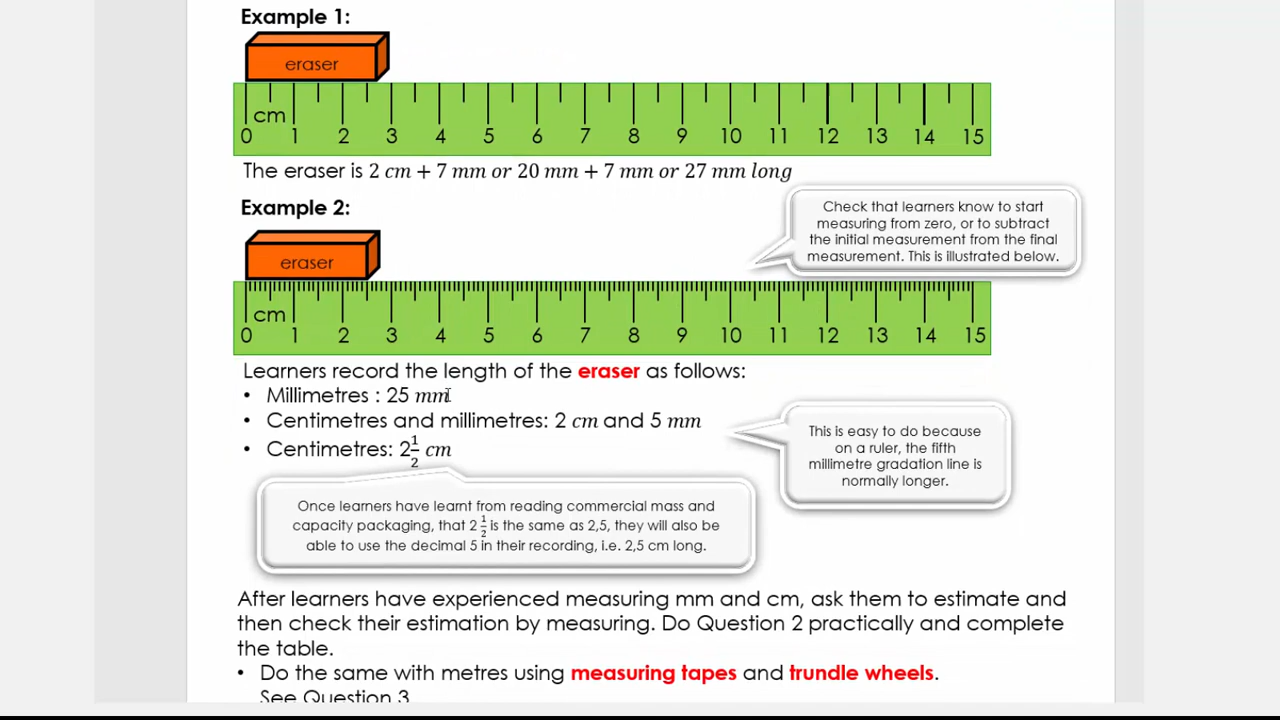 Example 1:
eraser
cm
0 1 2 3 4 5 6 7 8 9 10 11 12 13 14 15
The eraser is 2 cm + 7 mm or 20 mm + 7 mm or 27 mm long
Example 2:
Check that learners know to start
measuring from zero, or to subtract
the initial measurement from the final
measurement. This is illustrated below.
eraser
cm
0 1 2 3 4 5 6 7 8 9 10 11 12 13 14 15
Learners record the length of the eraser as follows:
• Millimetres : 25 mm
• Centimetres and millimetres: 2 cm and 5 mm
• Centimetres: 2 1/2 cm
This is easy to do because
on a ruler, the fifth
millimetre gradation line is
normally longer.
Once learners have learnt from reading commercial mass and
capacity packaging, that 2 1/2 is the same as 2,5, they will also be
able to use the decimal 5 in their recording, i.e. 2,5 cm long.
After learners have experienced measuring mm and cm, ask them to estimate and
then check their estimation by measuring. Do Question 2 practically and complete
the table.
• Do the same with metres using measuring tapes and trundle wheels.
See Question 3